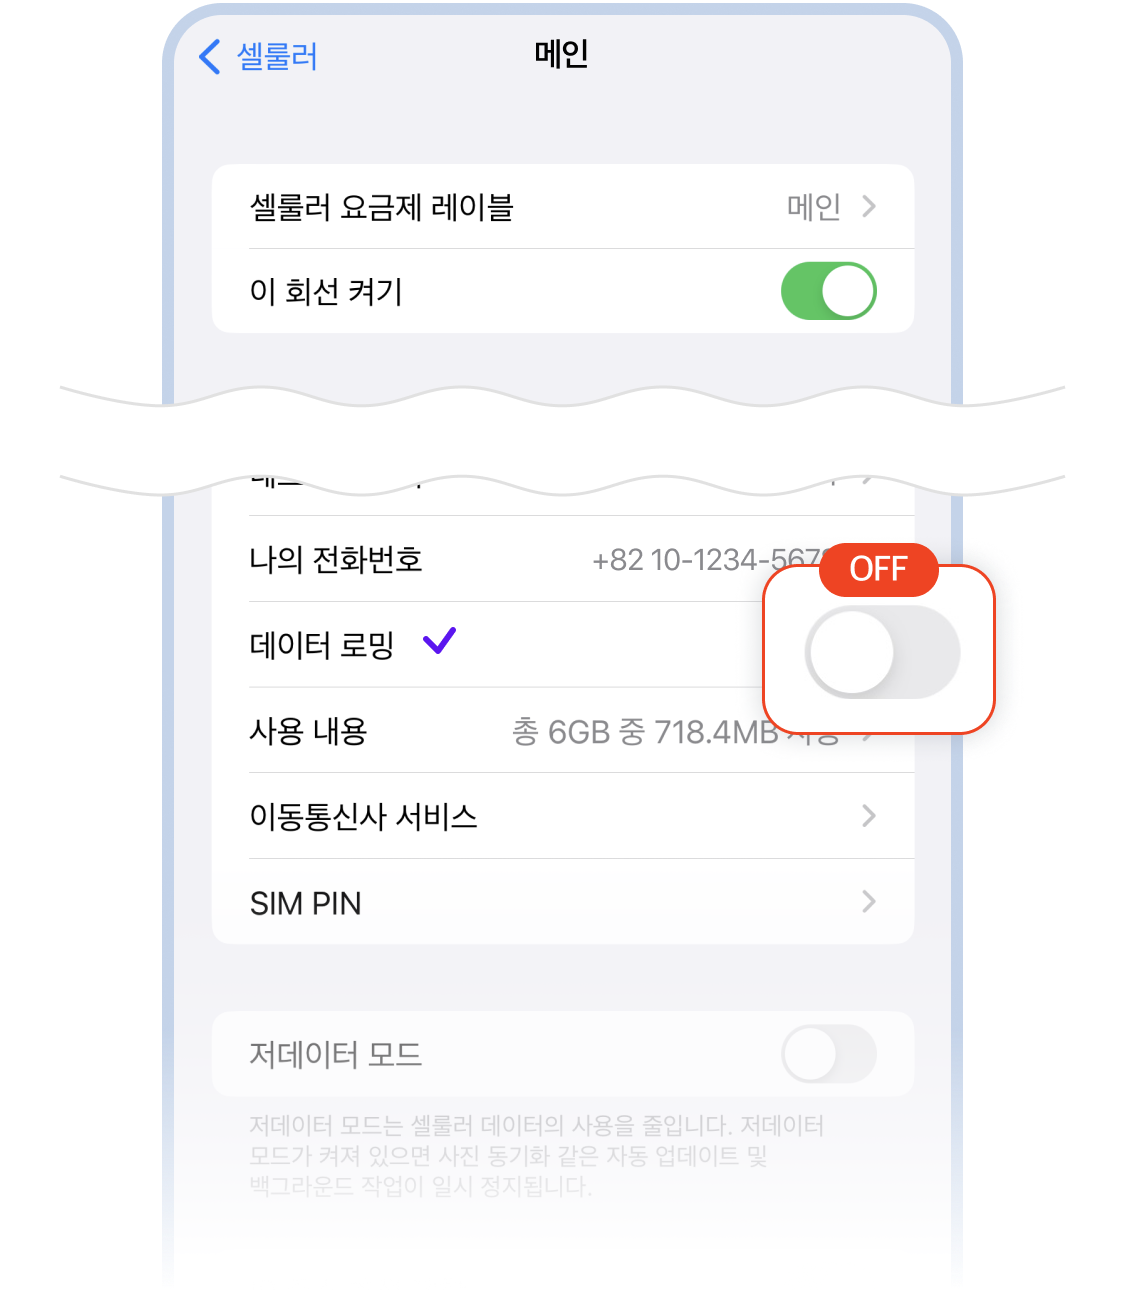 셀룰러
메인
셀룰러 요금제 레이블 메인
이 회선 켜기
나의 전화번호 +82 10-1234-5678
OFF
데이터 로밍
사용 내용 총 6GB 중 718.4MB 사용
이동통신사 서비스
SIM PIN
저데이터 모드
저데이터 모드는 셀룰러 데이터의 사용을 줄입니다. 저데이터
모드가 켜져 있으면 사진 동기화 같은 자동 업데이트 및
백그라운드 작업이 일시 정지됩니다.